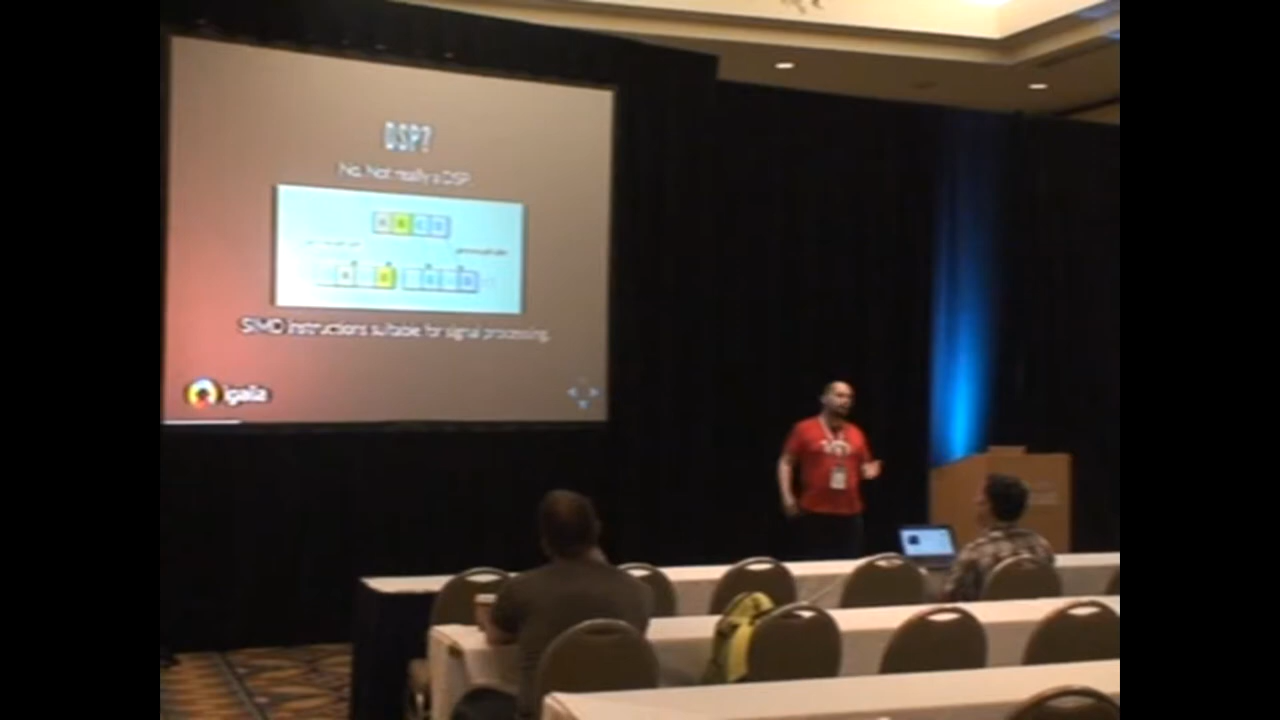 DSP?
No. Not really a DSP.
SIMD instructions suitable for signal processing.
igalia